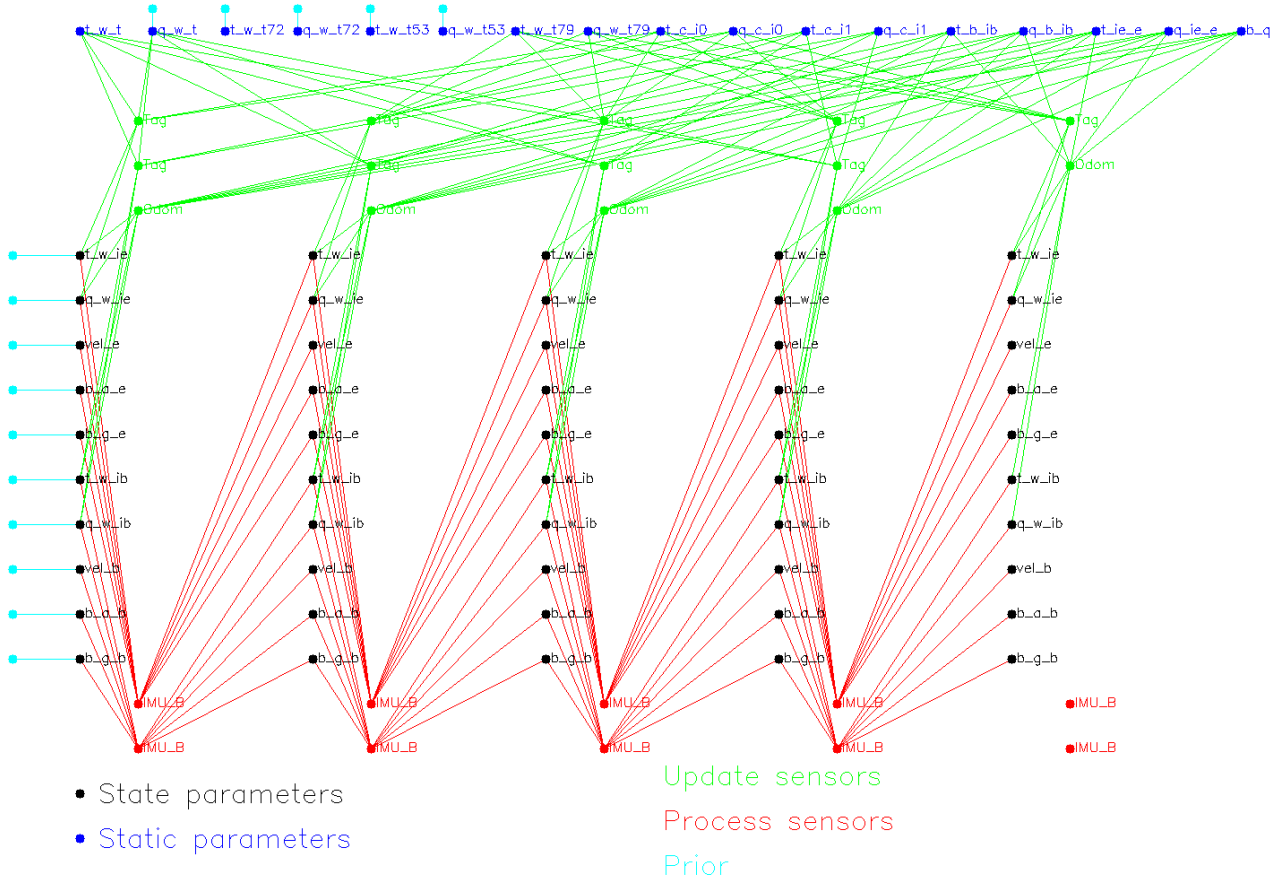 t_w_t q_w_t t_w_t72 q_w_t72 t_w_t53 q_w_t53 t_w_t79 q_w_t79 t_c_i0 q_c_i0 t_c_i1 q_c_i1 t_b_ib q_b_ib t_ie_e q_ie_e b_q
Tag Tag Tag Tag Tag
Tag Tag Tag Tag Odom
Odom Odom Odom Odom
t_w_ie t_w_ie t_w_ie t_w_ie t_w_ie
q_w_ie q_w_ie q_w_ie q_w_ie q_w_ie
vel_e vel_e vel_e vel_e vel_e
b_a_e b_a_e b_a_e b_a_e b_a_e
b_g_e b_g_e b_g_e b_g_e b_g_e
t_w_ib t_w_ib t_w_ib t_w_ib t_w_ib
q_w_ib q_w_ib q_w_ib q_w_ib q_w_ib
vel_b vel_b vel_b vel_b vel_b
b_a_b b_a_b b_a_b b_a_b b_a_b
b_g_b b_g_b b_g_b b_g_b b_g_b
IMU_B IMU_B IMU_B IMU_B IMU_B
IMU_B IMU_B IMU_B IMU_B IMU_B
State parameters
Static parameters
Update sensors
Process sensors
Prior